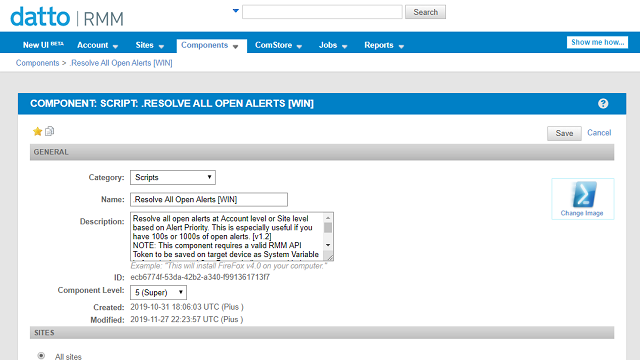 datto | RMM
Search
New UI BETA Account Sites Components ComStore Jobs Reports Show me how...
Components > .Resolve All Open Alerts [WIN]
COMPONENT: SCRIPT: .RESOLVE ALL OPEN ALERTS [WIN]
?
Save Cancel
GENERAL
Category: Scripts
Name: .Resolve All Open Alerts [WIN]
Change Image
Description: Resolve all open alerts at Account level or Site level
based on Alert Priority. This is especially useful if you
have 100s or 1000s of open alerts. [v1.2]
NOTE: This component requires a valid RMM API
Token to be saved on target device as System Variable
Example: "This will install FireFox v4.0 on your computer."
ID: ecb6774f-53da-42b2-a340-f991361713f7
Component Level: 5 (Super)
Created: 2019-10-31 18:06:03 UTC (Pius )
Modified: 2019-11-27 22:23:57 UTC (Pius )
SITES
All sites